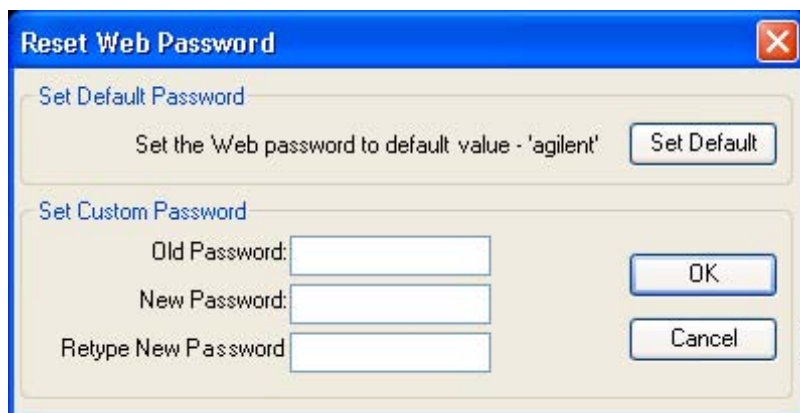 Reset Web Password
Set Default Password
Set the Web password to default value - 'agilent'
Set Default
Set Custom Password
Old Password:
OK
New Password:
Cancel
Retype New Password